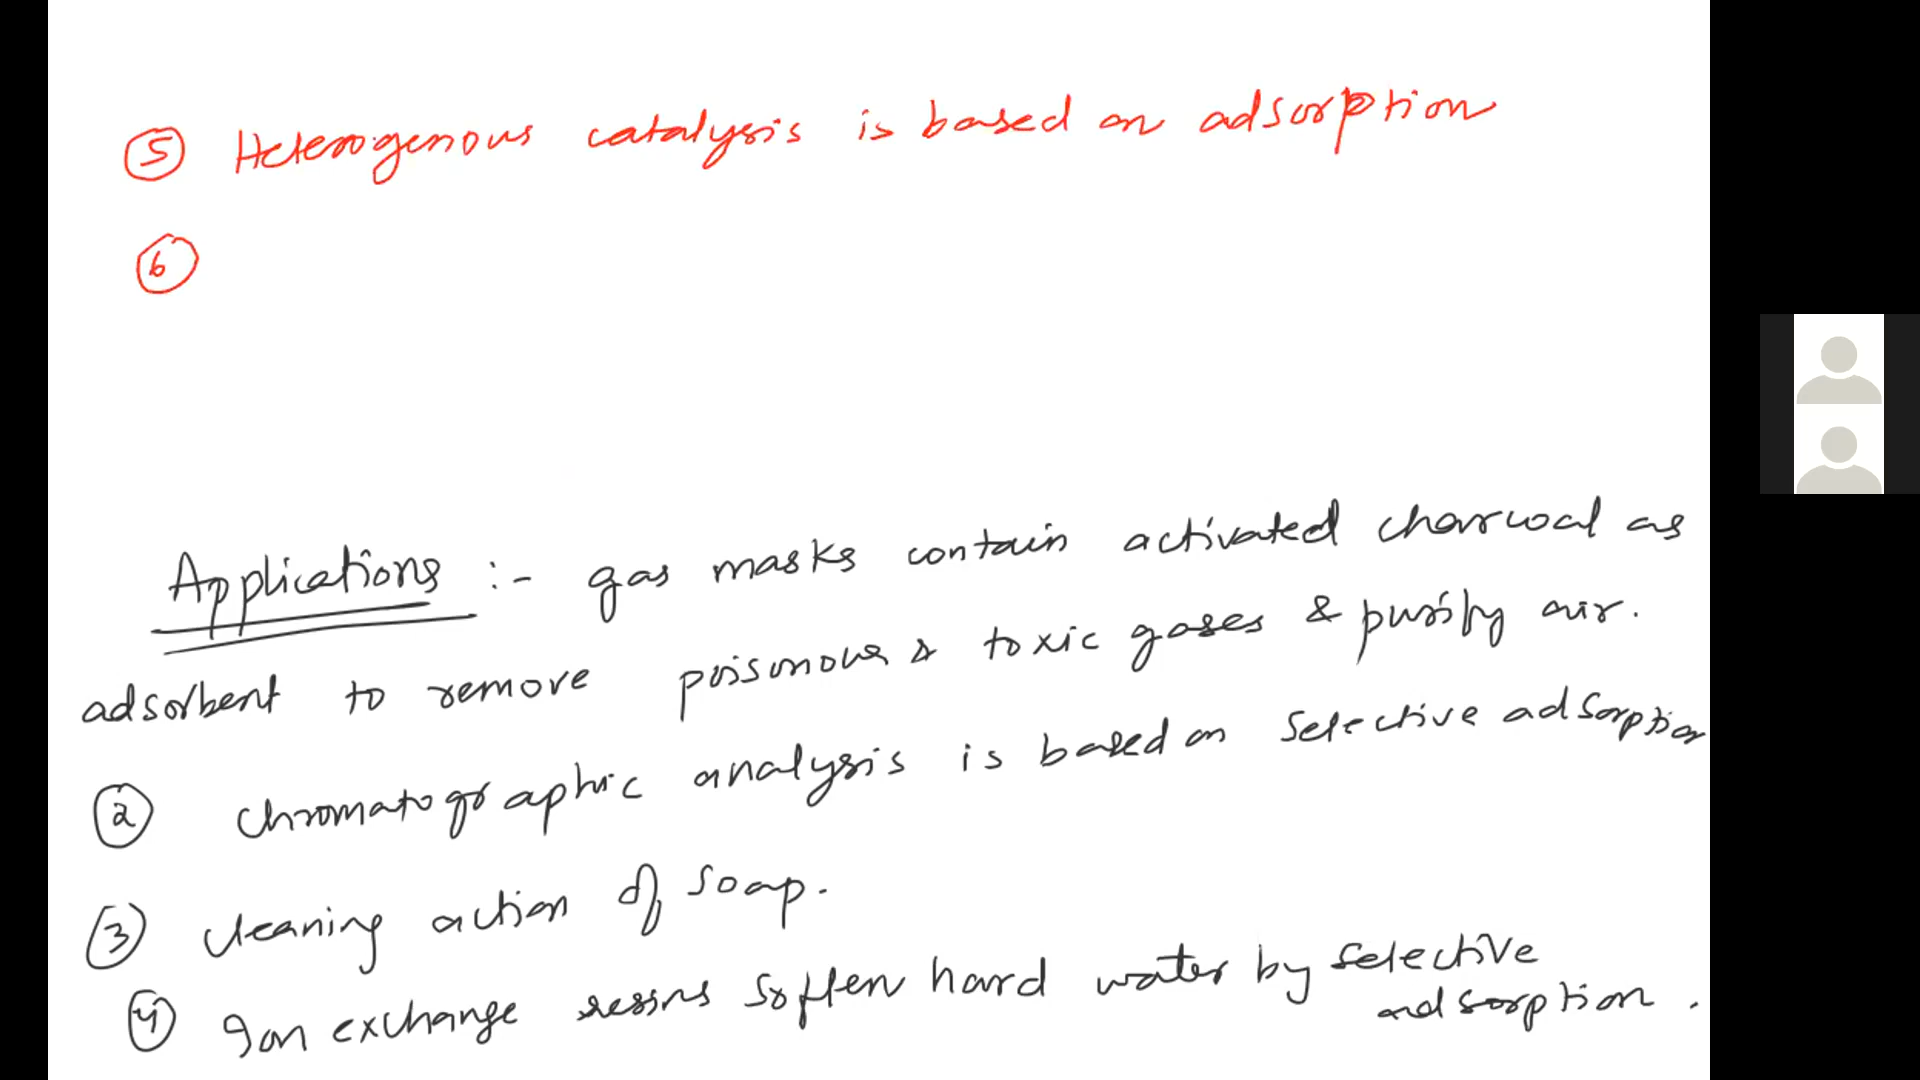 ⑤ Heterogenous catalysis is based on adsorption
⑥
Applications :- gas masks contain activated charcoal as
adsorbent to remove poisonous & toxic gases & purify air.
② chromatographic analysis is based on selective adsorption
③ cleaning action of soap.
④ Ion exchange resins soften hard water by selective
adsorption.